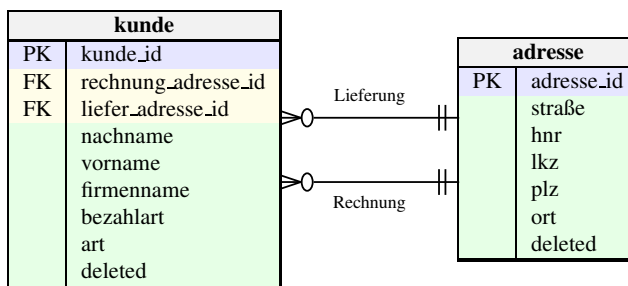 kunde
PK kunde_id
FK rechnung_adresse_id
FK liefer_adresse_id
nachname
vorname
firmenname
bezahlart
art
deleted
Lieferung
Rechnung
adresse
PK adresse_id
straße
hnr
lkz
plz
ort
deleted